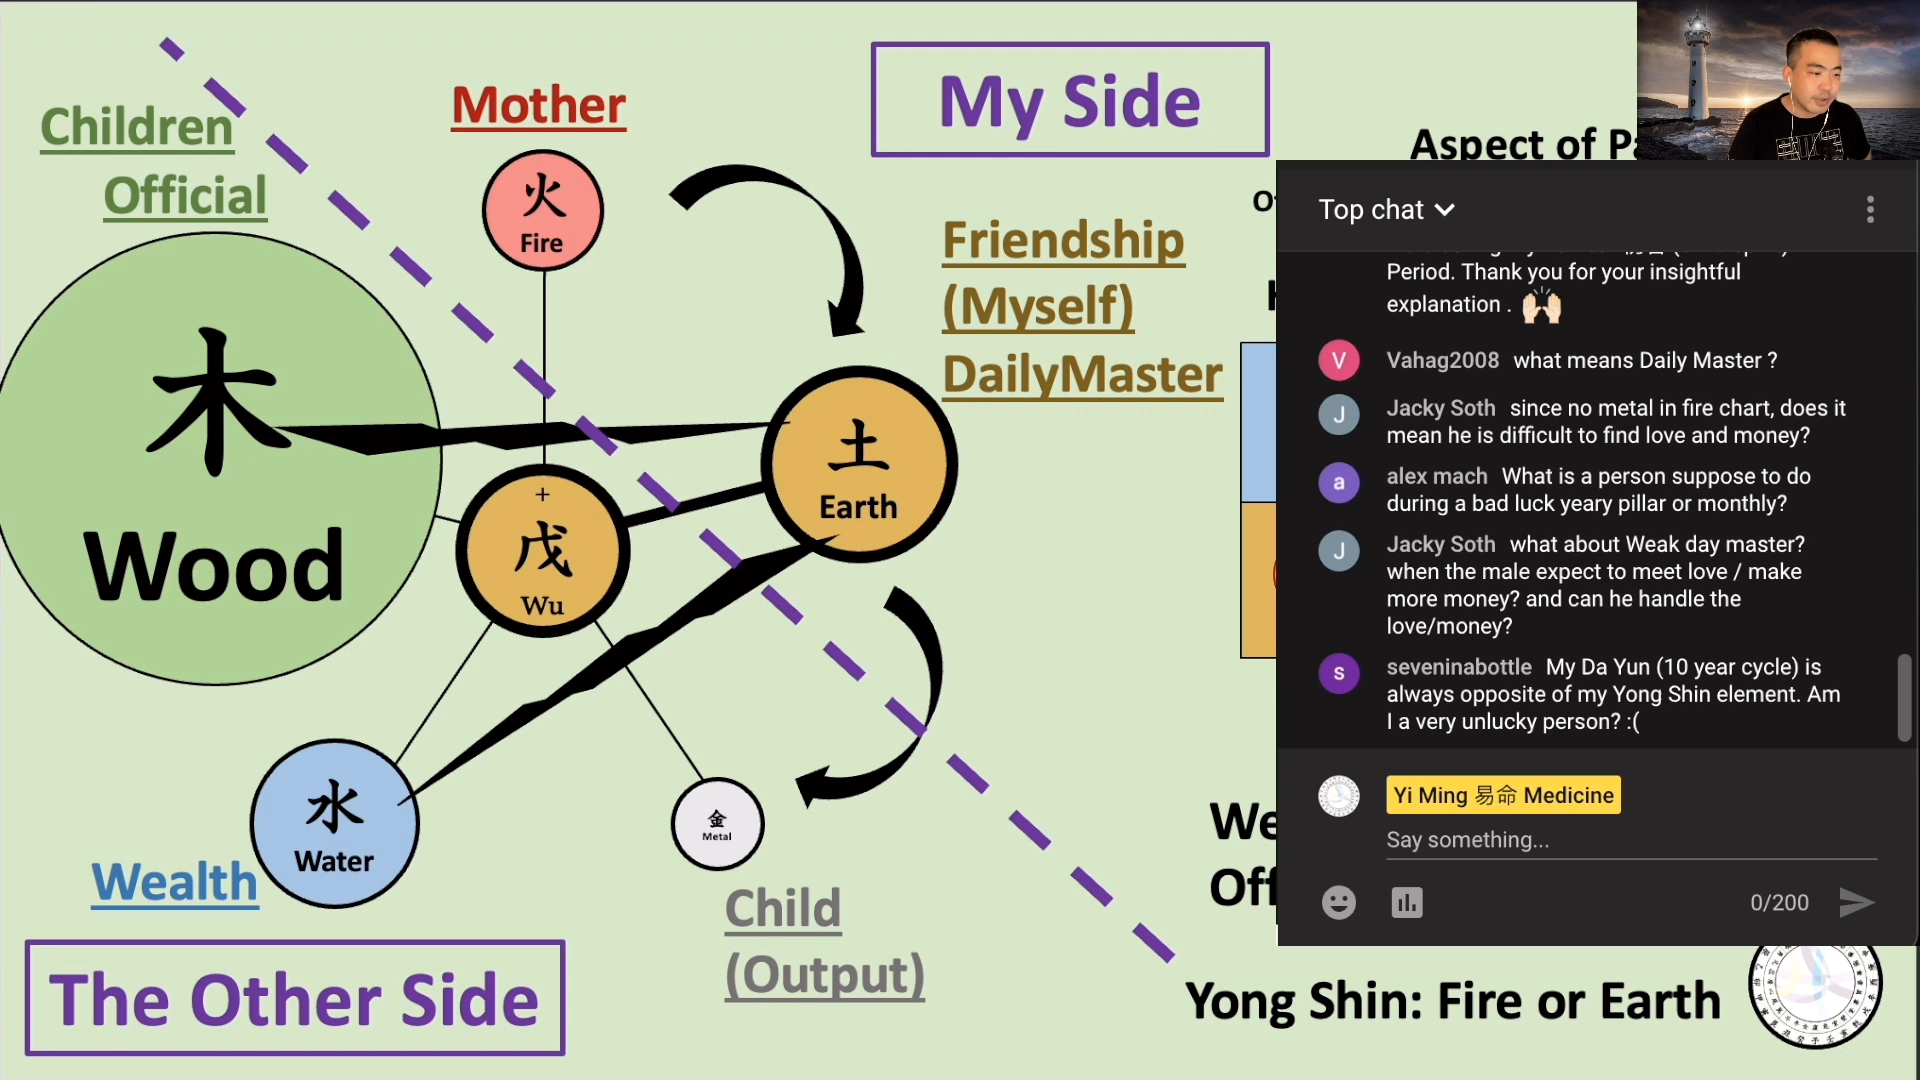 My Side
Mother
Children
Official
火
Fire
Aspect of
Friendship
(Myself)
DailyMaster
木
Wood
土
Earth
+
戊
Wu
水
Water
金
Metal
Wealth
Child
(Output)
The Other Side
We
Off
Yong Shin: Fire or Earth
Top chat
Period. Thank you for your insightful
explanation . 🙌🏻
V
Vahag2008 what means Daily Master ?
J
Jacky Soth since no metal in fire chart, does it
mean he is difficult to find love and money?
a
alex mach What is a person suppose to do
during a bad luck yeary pillar or monthly?
J
Jacky Soth what about Weak day master?
when the male expect to meet love / make
more money? and can he handle the
love/money?
s
seveninabottle My Da Yun (10 year cycle) is
always opposite of my Yong Shin element. Am
I a very unlucky person? :(
Yi Ming 易命 Medicine
Say something...
0/200